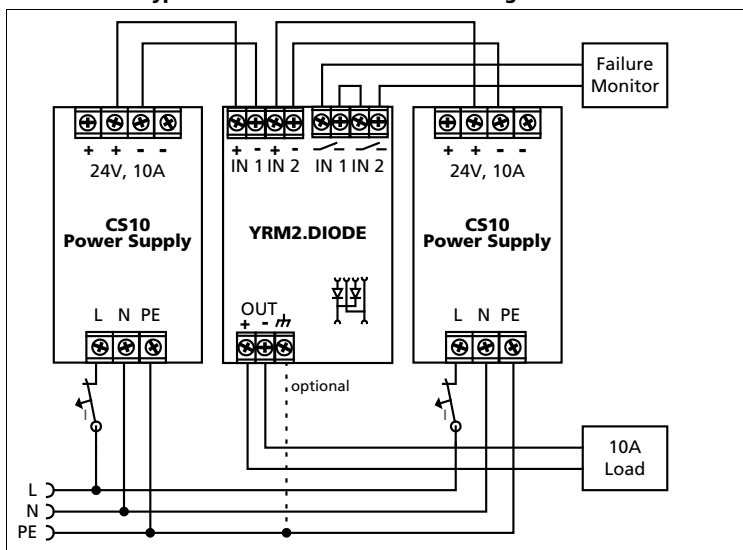 Failure
Monitor
+ + - -
24V, 10A
CS10
Power Supply
L N PE
+ - + -
IN 1 IN 2 IN 1 IN 2
YRM2.DIODE
OUT
+ -
optional
+ + - -
24V, 10A
CS10
Power Supply
L N PE
I
I
10A
Load
L
N
PE